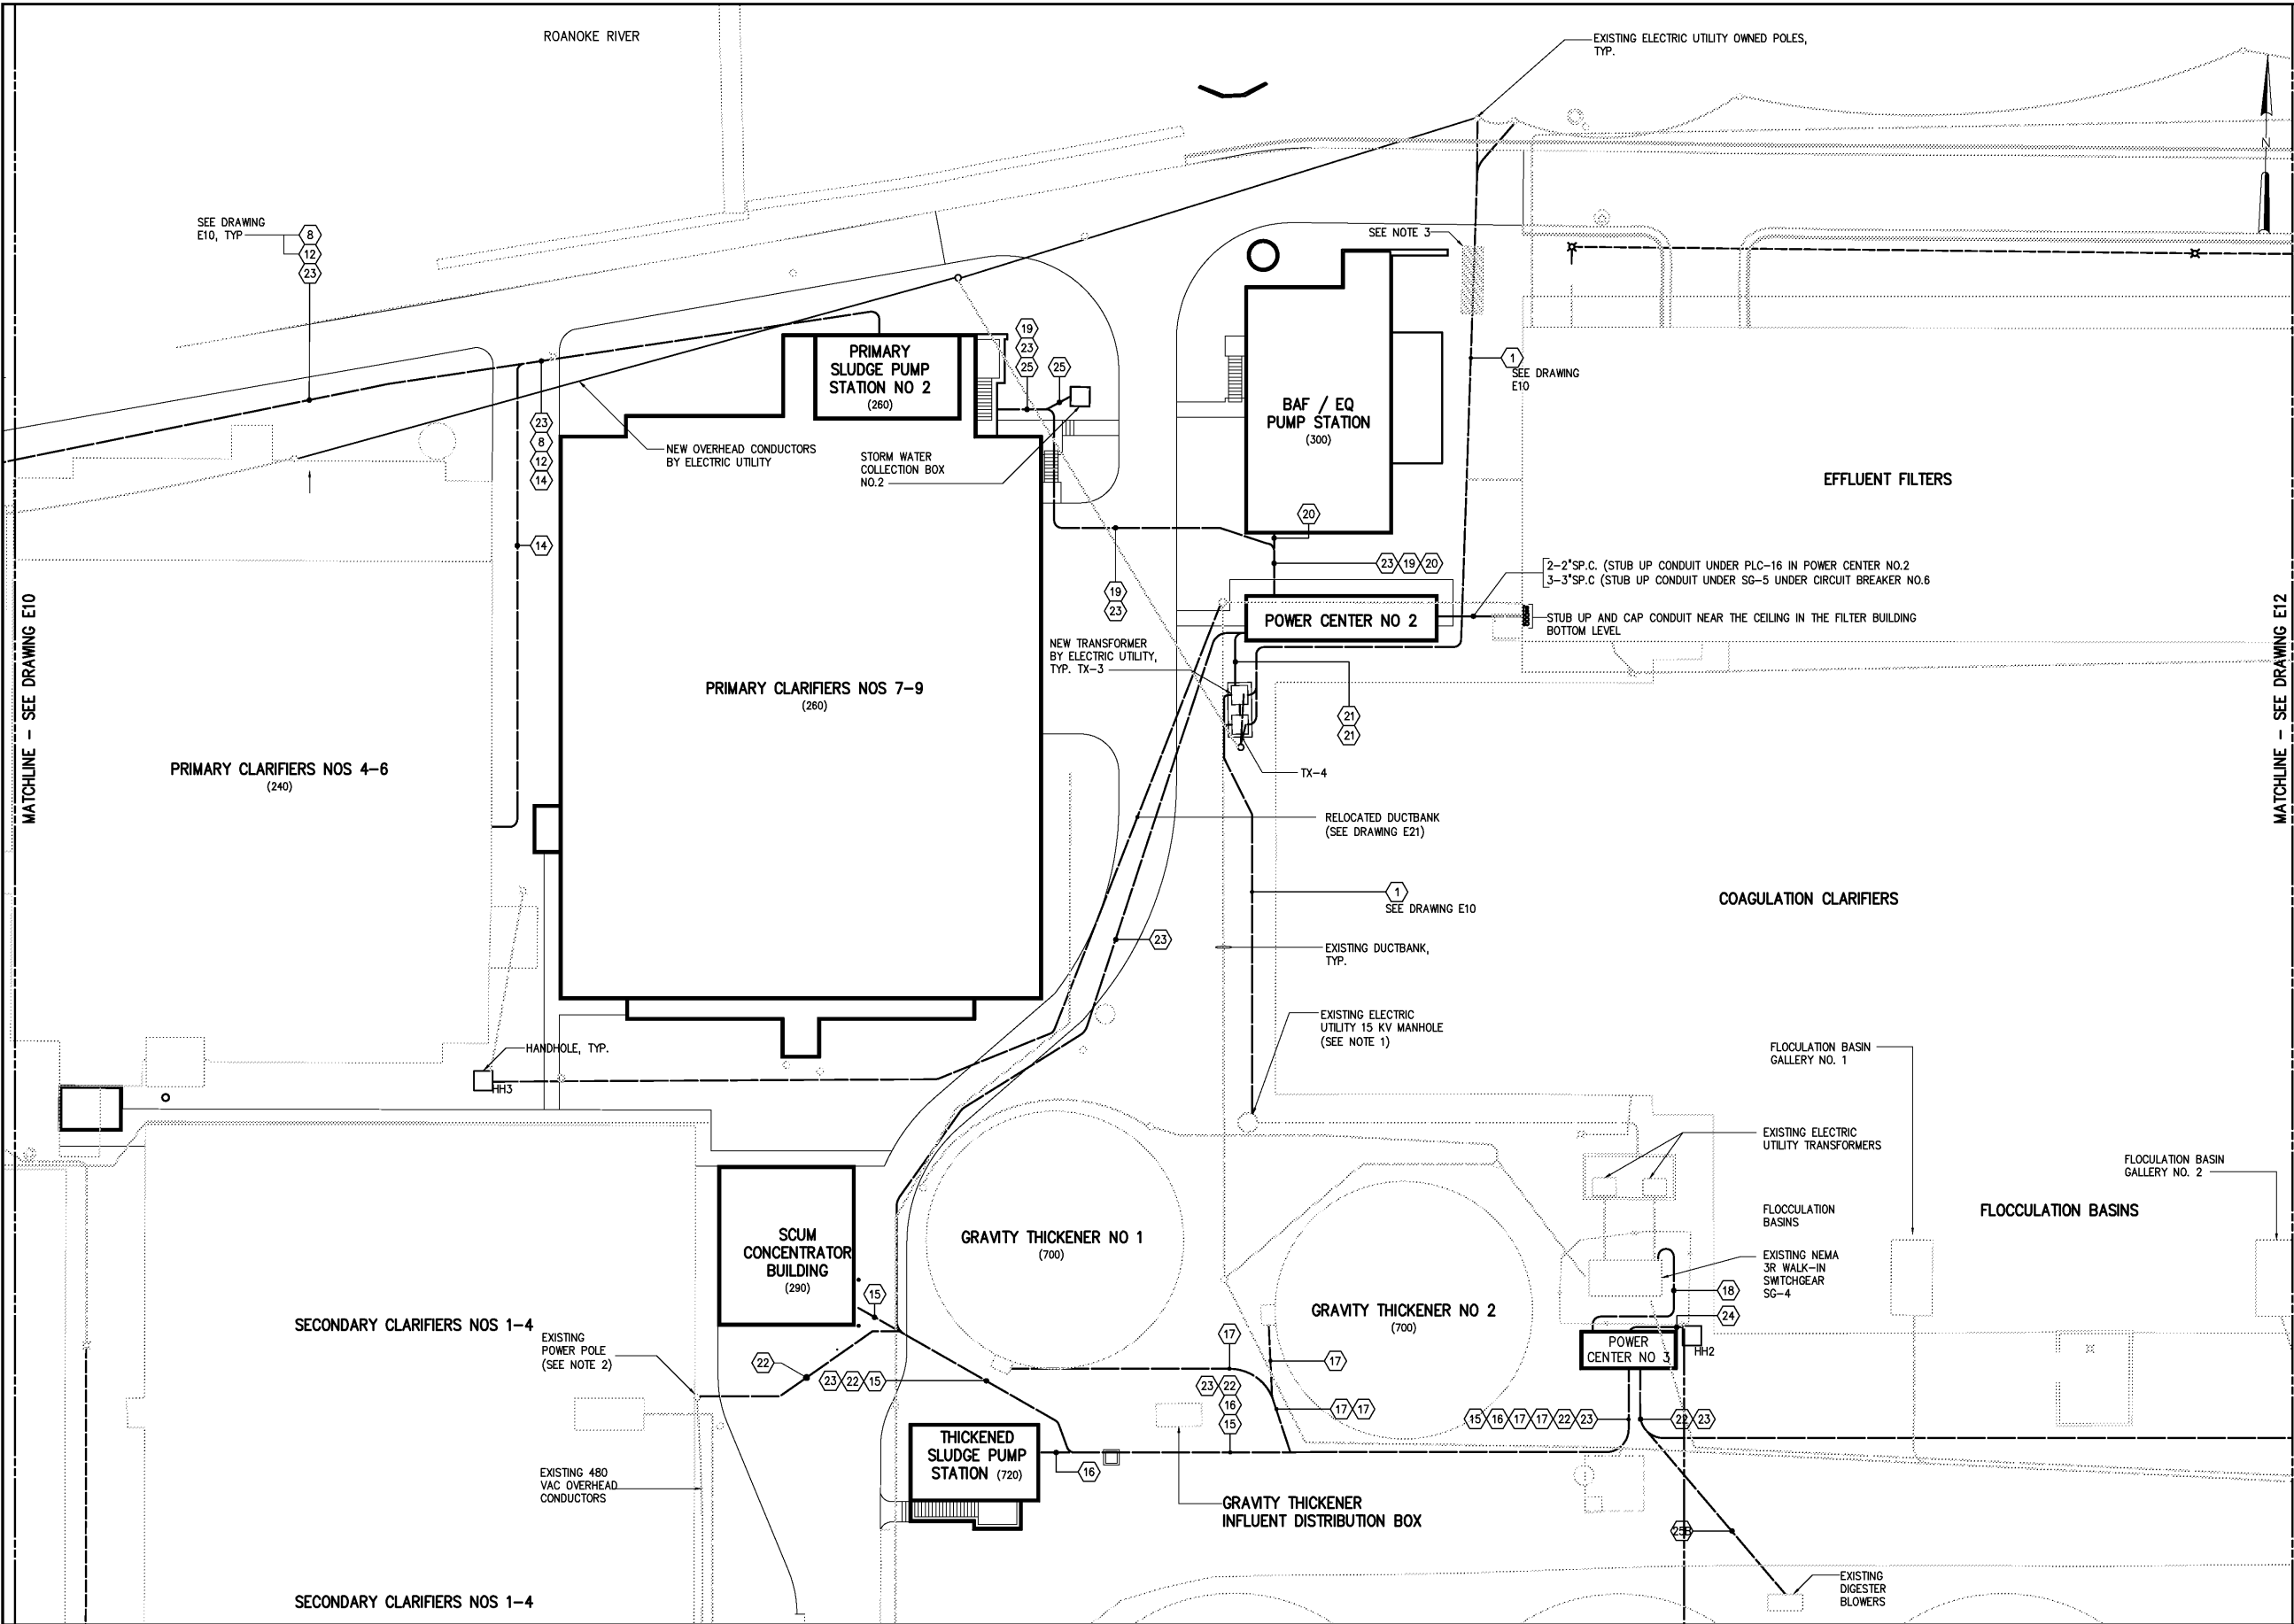 ROANOKE RIVER
EXISTING ELECTRIC UTILITY OWNED POLES,
TYP.
N
SEE DRAWING
E10, TYP
8
12
23
SEE NOTE 3
19
23
25
25
PRIMARY
SLUDGE PUMP
STATION NO 2
(260)
1
SEE DRAWING
E10
BAF / EQ
PUMP STATION
(300)
23
8
12
14
NEW OVERHEAD CONDUCTORS
BY ELECTRIC UTILITY
STORM WATER
COLLECTION BOX
NO.2
EFFLUENT FILTERS
14
20
23 19 20
2-2"SP.C. (STUB UP CONDUIT UNDER PLC-16 IN POWER CENTER NO.2
3-3"SP.C (STUB UP CONDUIT UNDER SG-5 UNDER CIRCUIT BREAKER NO.6
19
23
STUB UP AND CAP CONDUIT NEAR THE CEILING IN THE FILTER BUILDING
BOTTOM LEVEL
POWER CENTER NO 2
MATCHLINE - SEE DRAWING E10
MATCHLINE - SEE DRAWING E12
NEW TRANSFORMER
BY ELECTRIC UTILITY,
TYP. TX-3
PRIMARY CLARIFIERS NOS 7-9
(260)
21
21
PRIMARY CLARIFIERS NOS 4-6
(240)
TX-4
RELOCATED DUCTBANK
(SEE DRAWING E21)
1
SEE DRAWING E10
COAGULATION CLARIFIERS
23
EXISTING DUCTBANK,
TYP.
EXISTING ELECTRIC
UTILITY 15 KV MANHOLE
(SEE NOTE 1)
HANDHOLE, TYP.
HH3
FLOCULATION BASIN
GALLERY NO. 1
EXISTING ELECTRIC
UTILITY TRANSFORMERS
FLOCULATION BASIN
GALLERY NO. 2
FLOCCULATION
BASINS
FLOCCULATION BASINS
SCUM
CONCENTRATOR
BUILDING
(290)
GRAVITY THICKENER NO 1
(700)
EXISTING NEMA
3R WALK-IN
SWITCHGEAR
SG-4
15
18
GRAVITY THICKENER NO 2
(700)
24
SECONDARY CLARIFIERS NOS 1-4
EXISTING
POWER POLE
(SEE NOTE 2)
17
POWER
CENTER NO 3
HH2
22
17
23 22 15
23 22
16
15
17 17
15 16 17 17 22 23
22 23
THICKENED
SLUDGE PUMP
STATION (720)
16
EXISTING 480
VAC OVERHEAD
CONDUCTORS
GRAVITY THICKENER
INFLUENT DISTRIBUTION BOX
25B
EXISTING
DIGESTER
BLOWERS
SECONDARY CLARIFIERS NOS 1-4